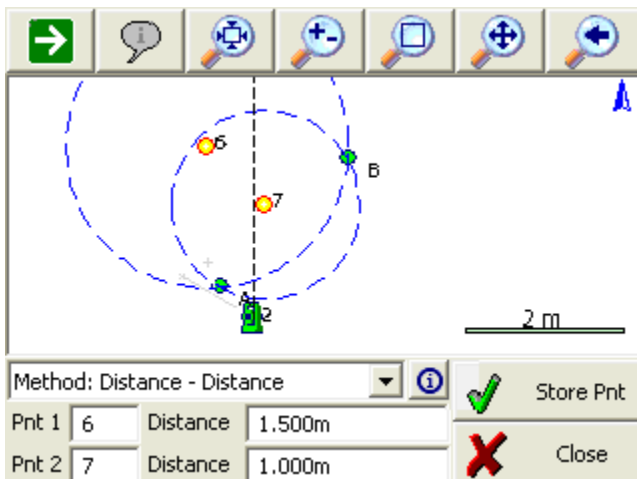 6
B
7
A
2
2 m
Method: Distance - Distance
Store Pnt
Pnt 1 6 Distance 1.500m
Pnt 2 7 Distance 1.000m
Close